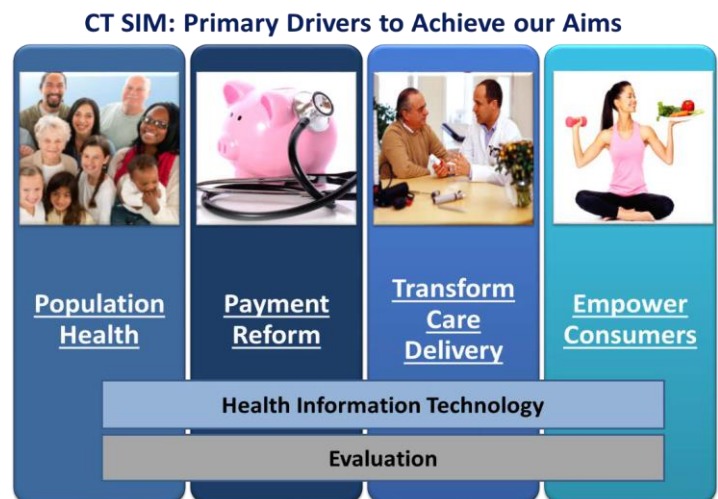 CT SIM: Primary Drivers to Achieve our Aims
Population
Health
Payment
Reform
Transform
Care
Delivery
Empower
Consumers
Health Information Technology
Evaluation